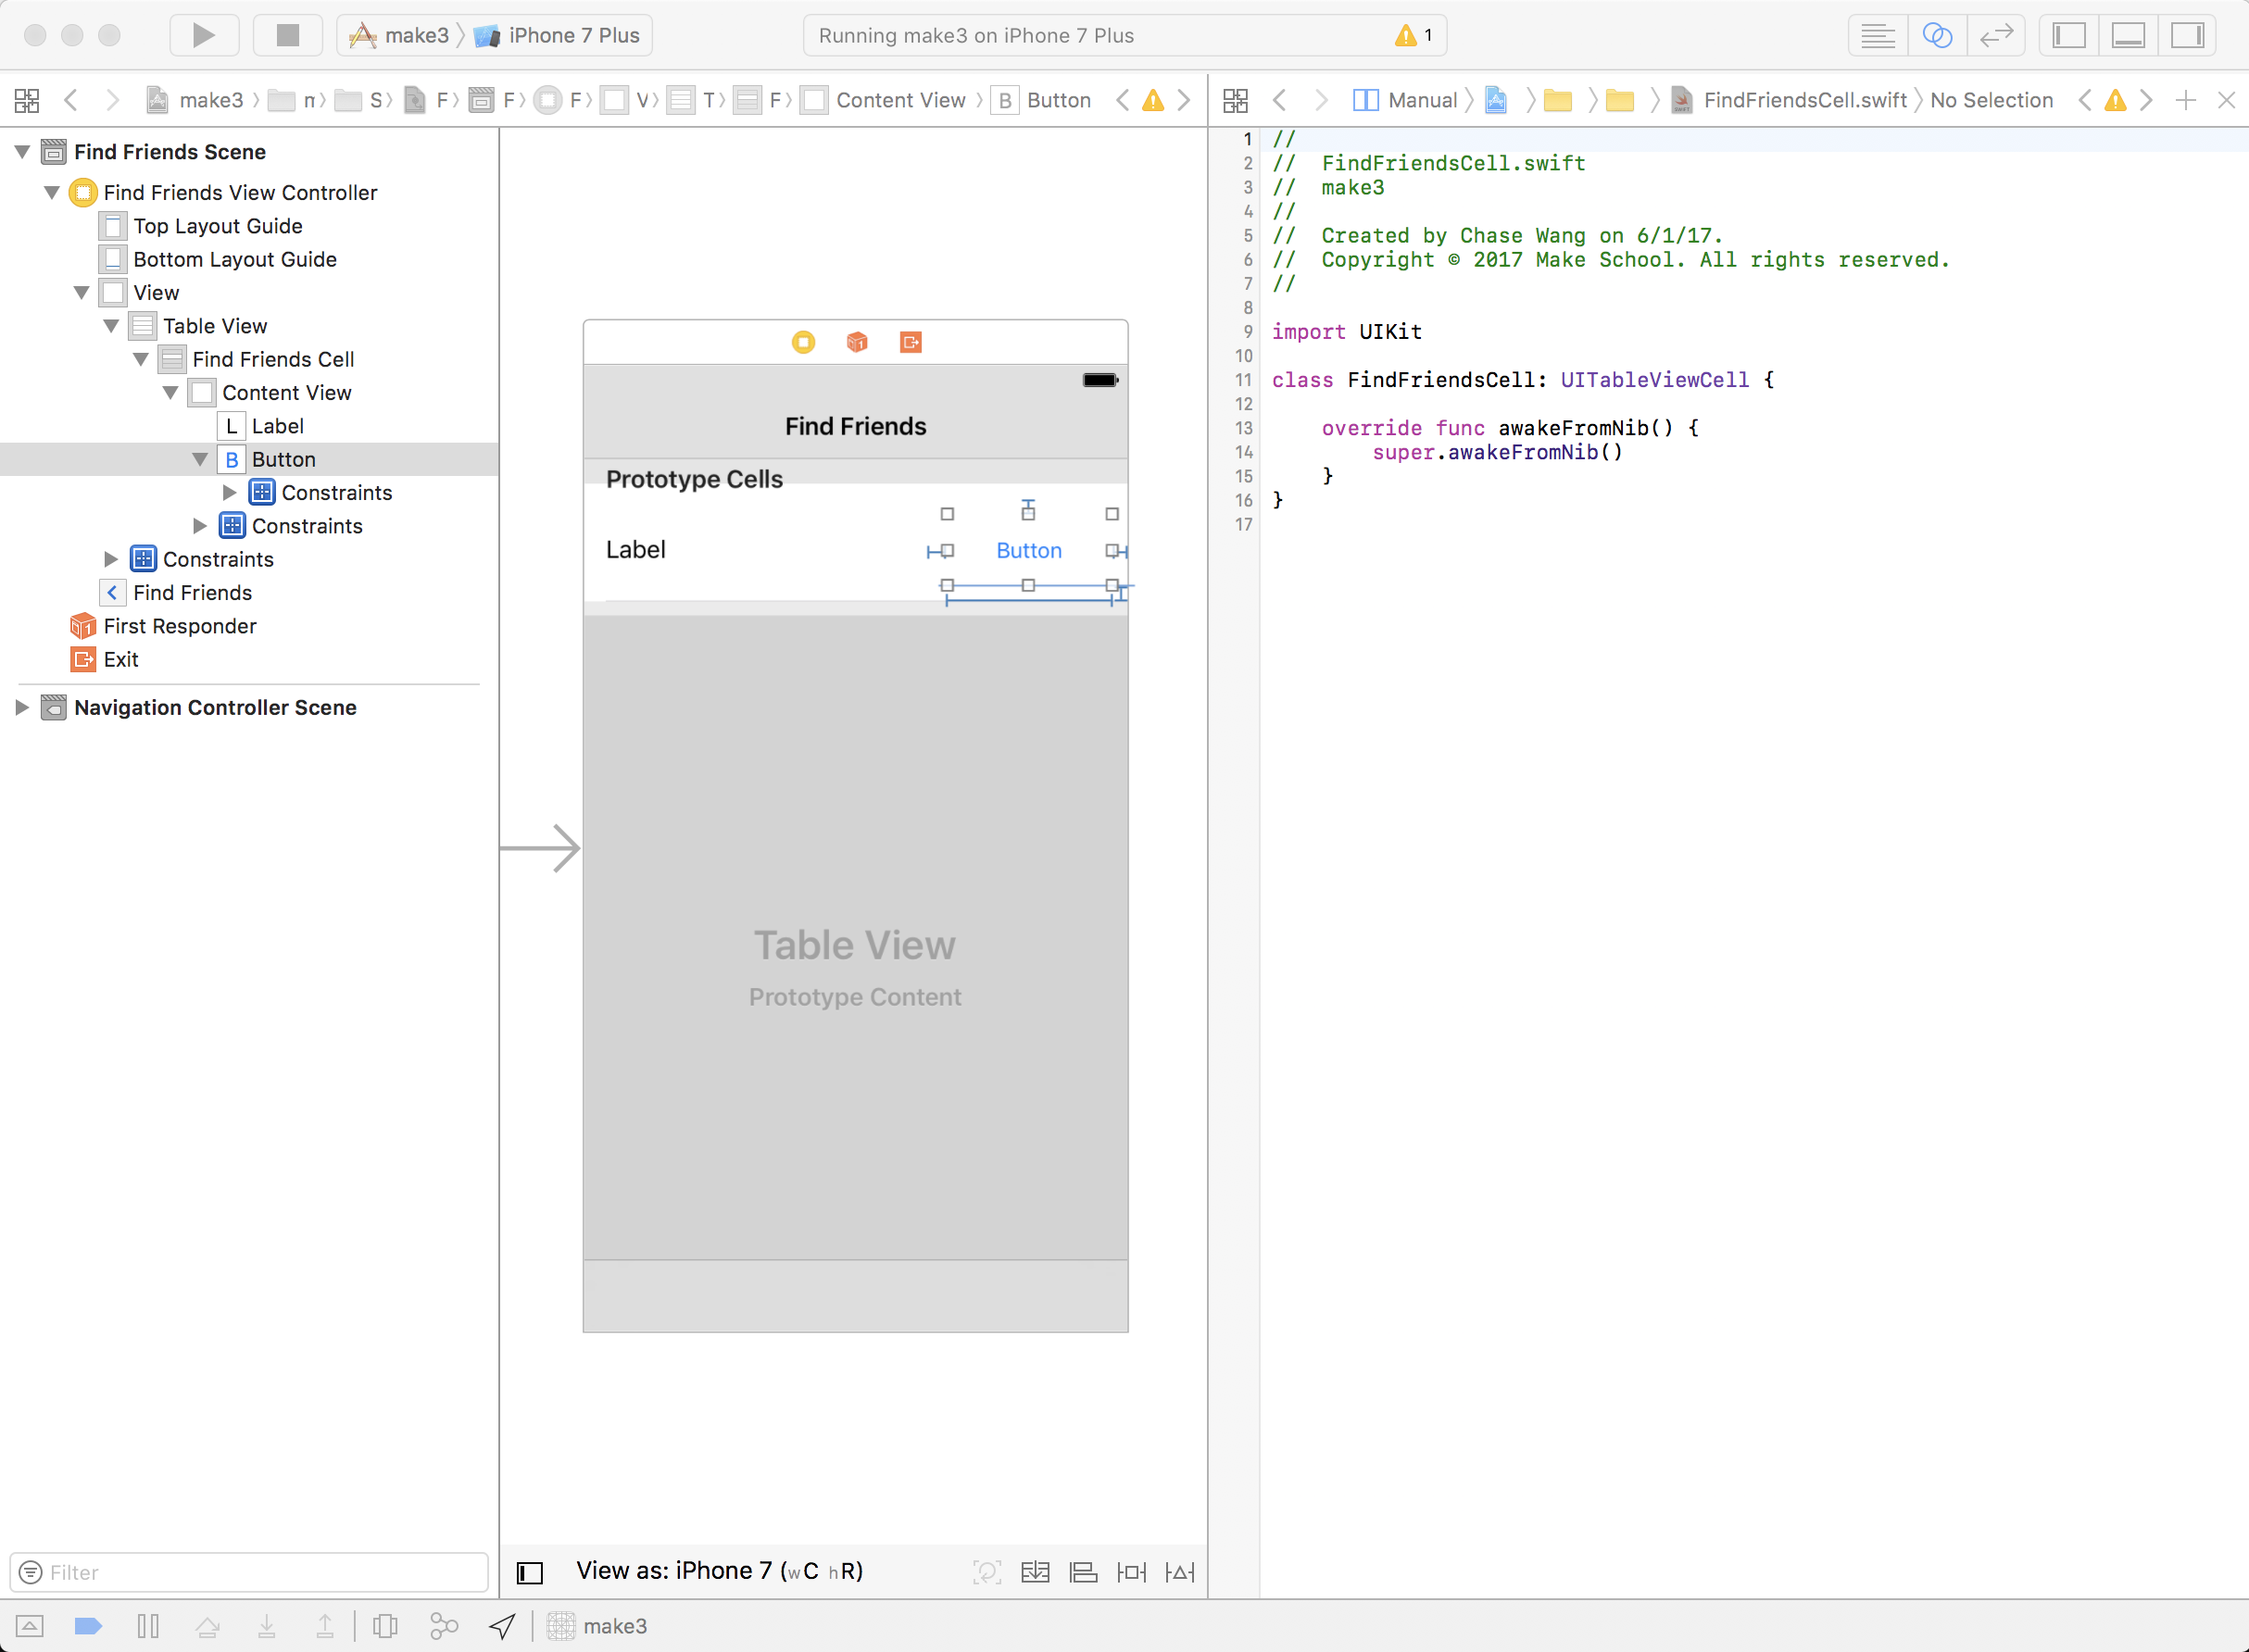 make3 iPhone 7 Plus
Running make3 on iPhone 7 Plus
1
make3 S F F F V T F Content View B Button
Manual FindFriendsCell.swift No Selection
Find Friends Scene
Find Friends View Controller
Top Layout Guide
Bottom Layout Guide
View
Table View
Find Friends Cell
Content View
L Label
B Button
Constraints
Constraints
Constraints
Find Friends
First Responder
Exit
Navigation Controller Scene
Filter
Find Friends
Prototype Cells
Label
Button
Table View
Prototype Content
View as: iPhone 7 (wC hR)
1 //
2 //  FindFriendsCell.swift
3 //  make3
4 //
5 //  Created by Chase Wang on 6/1/17.
6 //  Copyright © 2017 Make School. All rights reserved.
7 //
8
9 import UIKit
10
11 class FindFriendsCell: UITableViewCell {
12
13     override func awakeFromNib() {
14         super.awakeFromNib()
15     }
16 }
17
make3